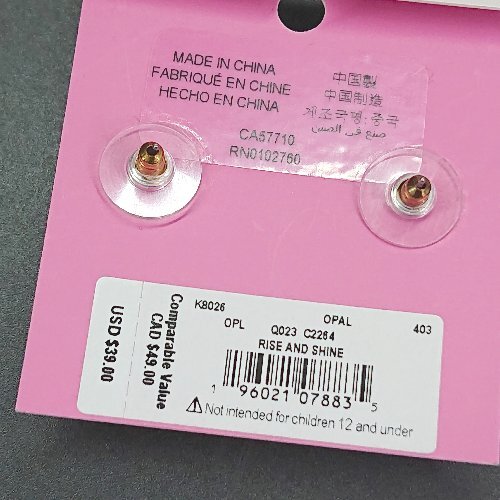 MADE IN CHINA
FABRIQUÉ EN CHINE
HECHO EN CHINA
中国製
中国制造
제조국명:중국
صنع في الصين
CA57710
RN0102760
K8026
OPAL
OPL
Q023 C2264
403
RISE AND SHINE
1 96021 07883 5
Not intended for children 12 and under
Comparable Value
CAD $49.00
USD $39.00